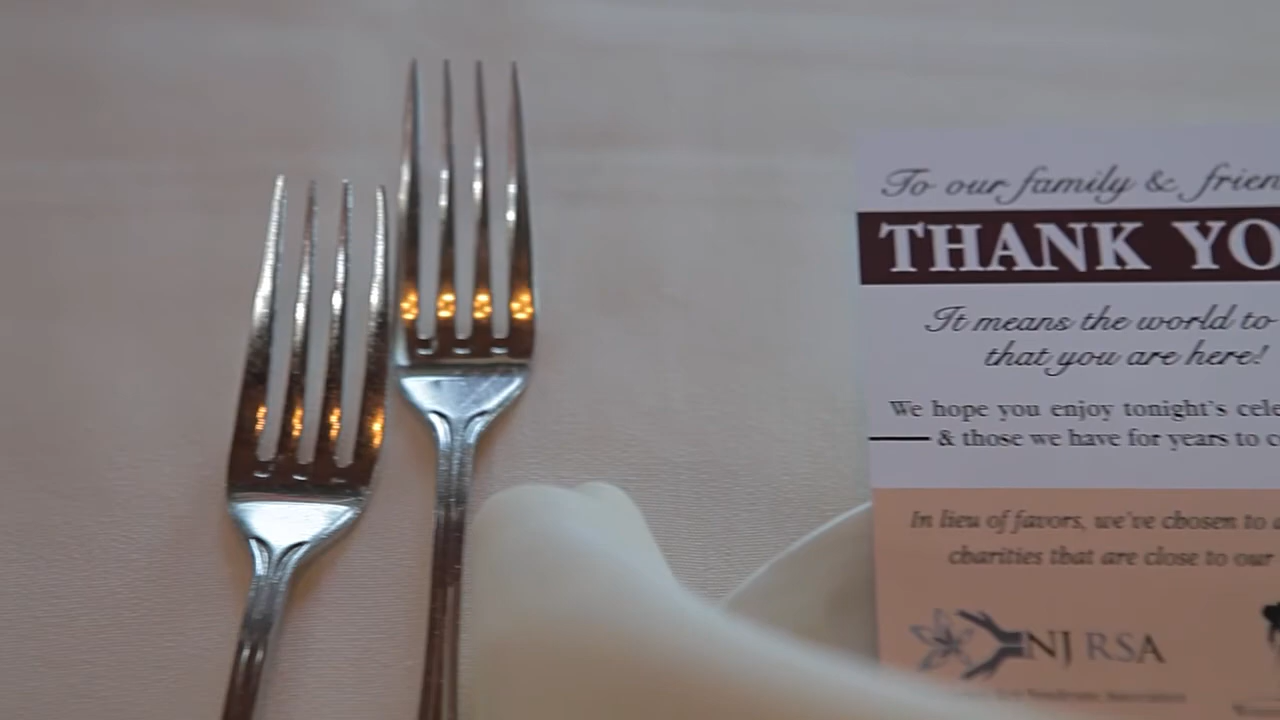 To our family & frien
THANK YO
It means the world to
that you are here!
We hope you enjoy tonight's cele
& those we have for years to c
In lieu of favors, we've chosen to
charities that are close to our
NJ RSA